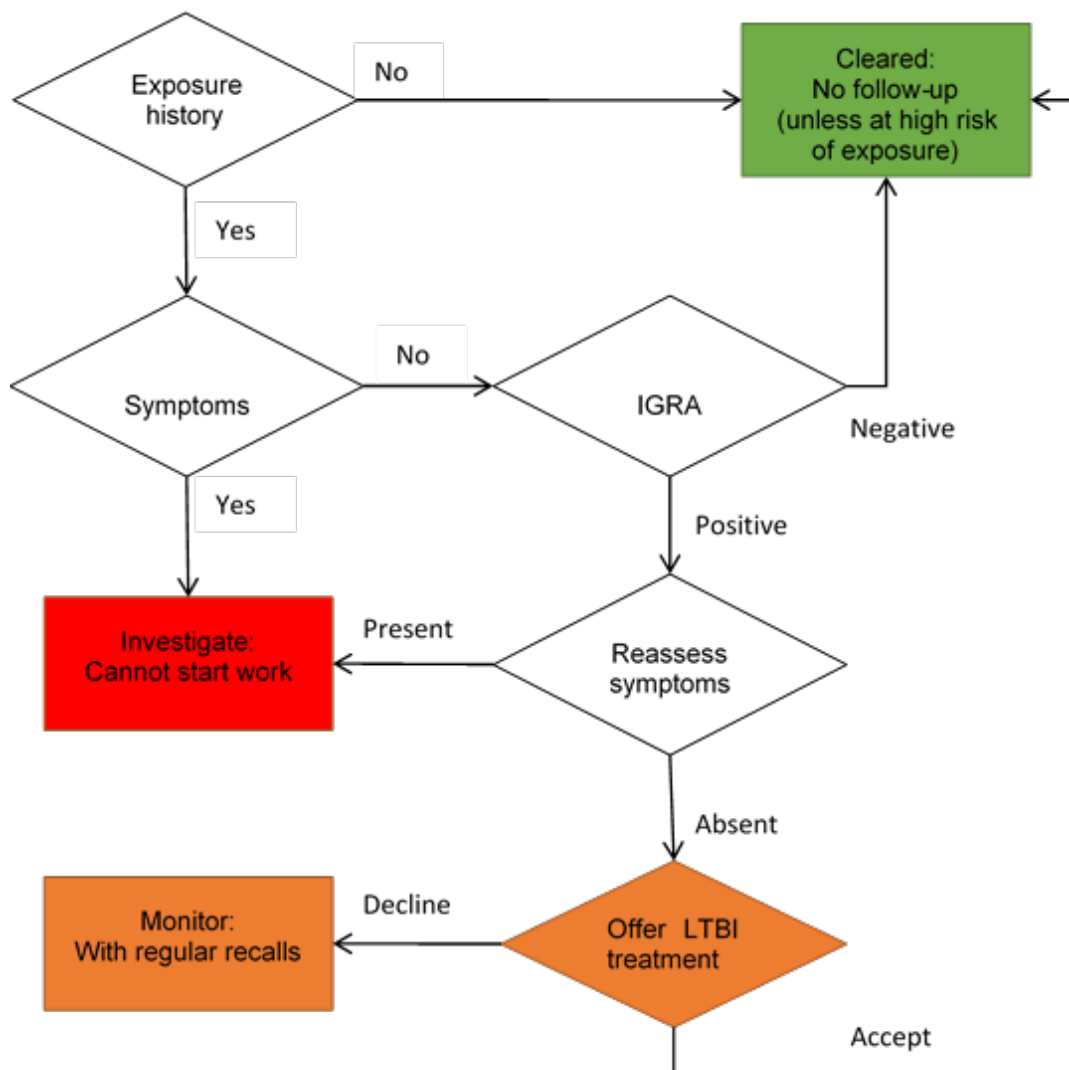 Exposure
history
No
Cleared:
No follow-up
(unless at high risk
of exposure)
Yes
Symptoms
No
IGRA
Negative
Yes
Positive
Investigate:
Cannot start work
Present
Reassess
symptoms
Absent
Monitor:
With regular recalls
Decline
Offer LTBI
treatment
Accept